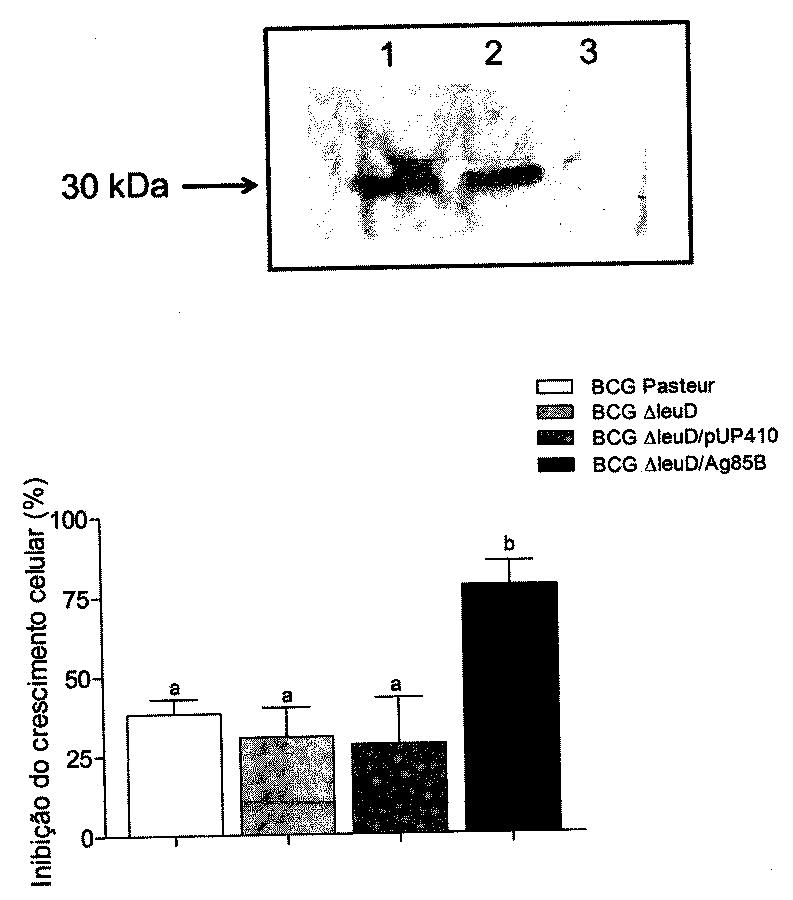 1 2 3
30 kDa
BCG Pasteur
BCG ΔleuD
BCG ΔleuD/pUP410
BCG ΔleuD/Ag85B
Inibição do crescimento celular (%)
100
75
50
25
0
a
a
a
b